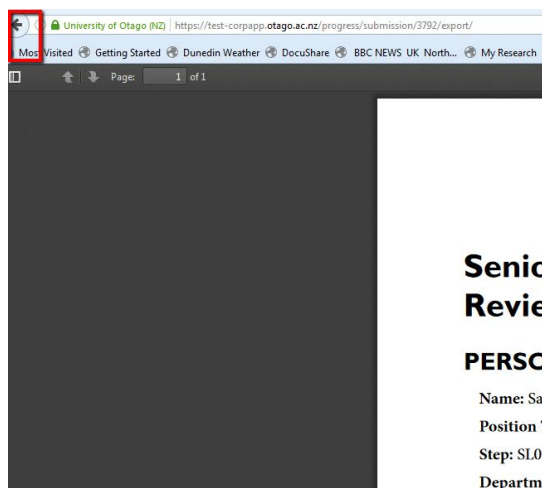 University of Otago (NZ) https://test-corpapp.otago.ac.nz/progress/submission/3792/export/
Most Visited Getting Started Dunedin Weather DocuShare BBC NEWS UK North... My Research
Page: 1 of 1
Senio
Revie
PERSO
Name: Sa
Position
Step: SL0
Departm